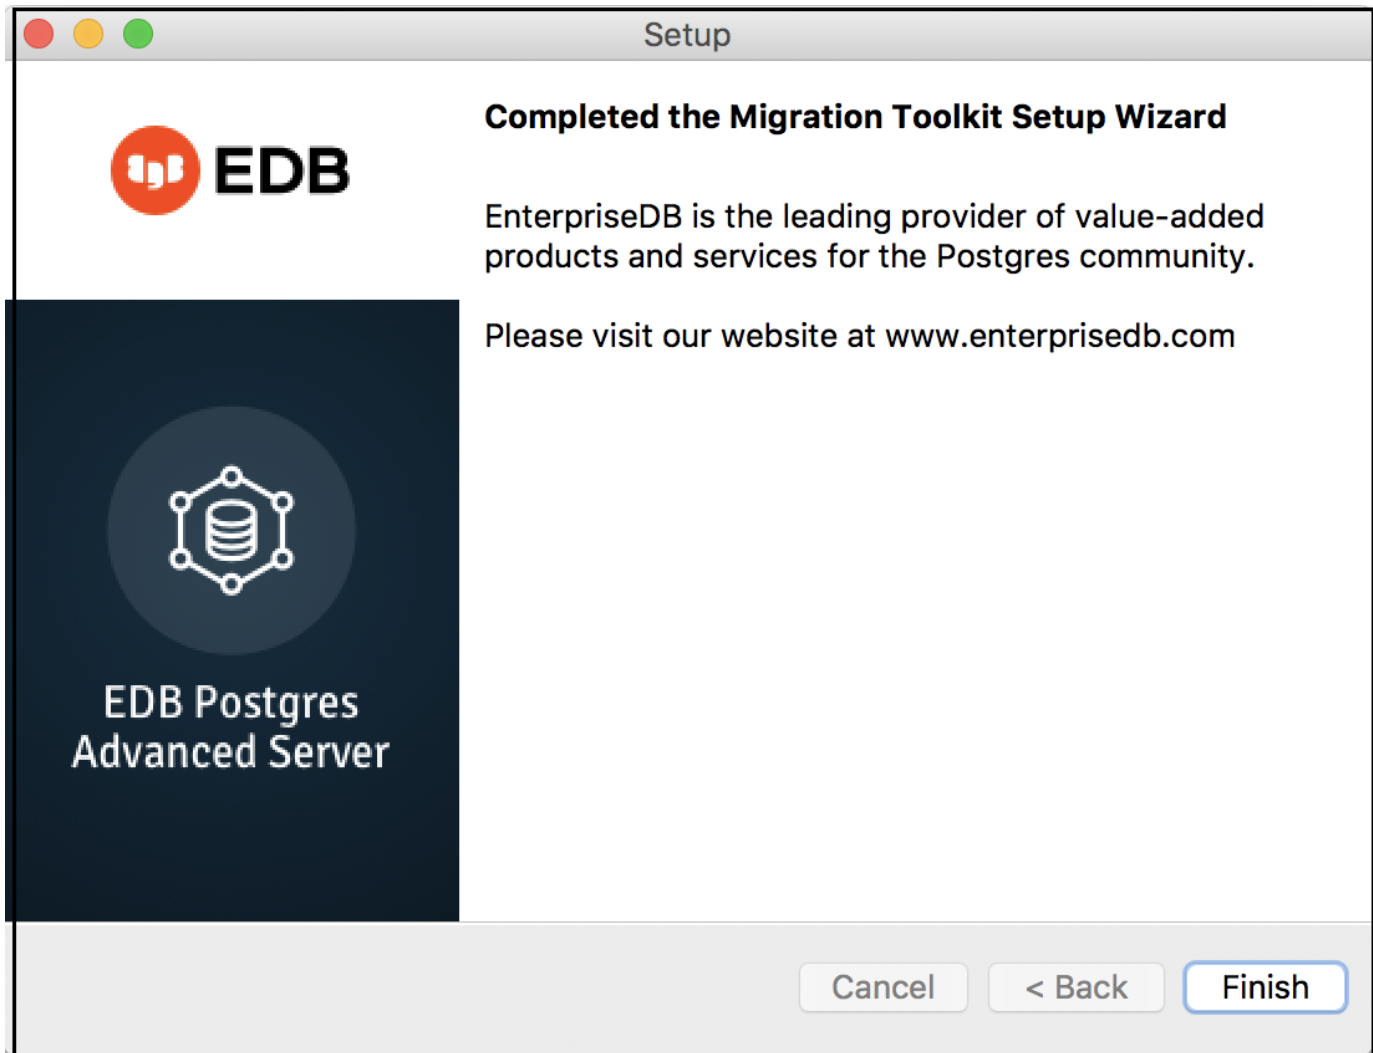 Setup
EDB
Completed the Migration Toolkit Setup Wizard
EnterpriseDB is the leading provider of value-added
products and services for the Postgres community.
Please visit our website at www.enterprisedb.com
EDB Postgres
Advanced Server
Cancel
< Back
Finish